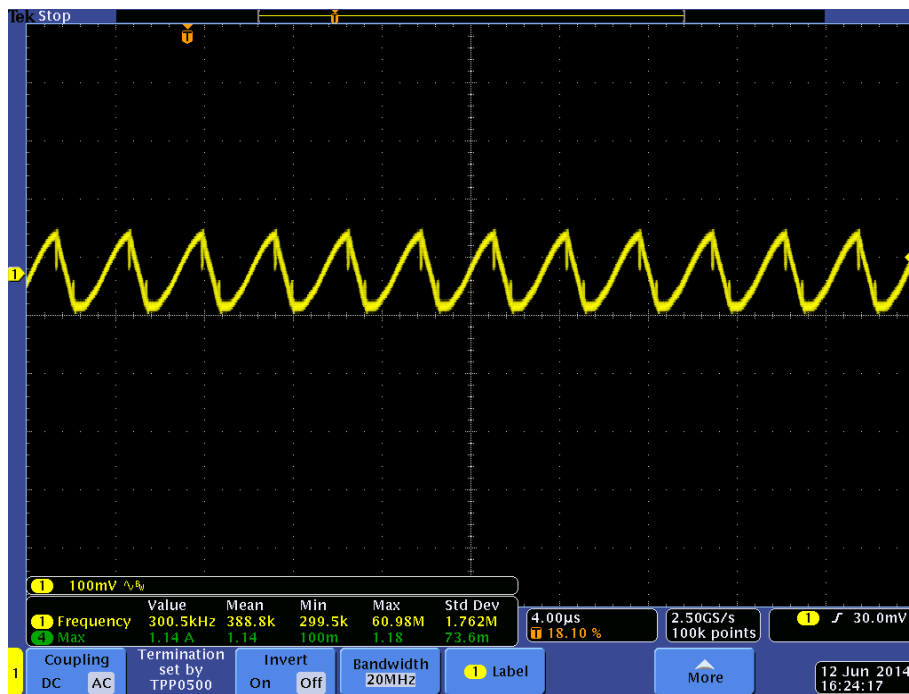 Tek Stop
T
T
1
1 100mV
Value Mean Min Max Std Dev
1 Frequency 300.5kHz 388.8k 299.5k 60.98M 1.762M
4 Max 1.14 A 1.14 100m 1.18 73.6m
4.00µs
T 18.10 %
2.50GS/s
100k points
1 30.0mV
1
Coupling
DC AC
Termination
set by
TPP0500
Invert
On Off
Bandwidth
20MHz
1 Label
More
12 Jun 2014
16:24:17